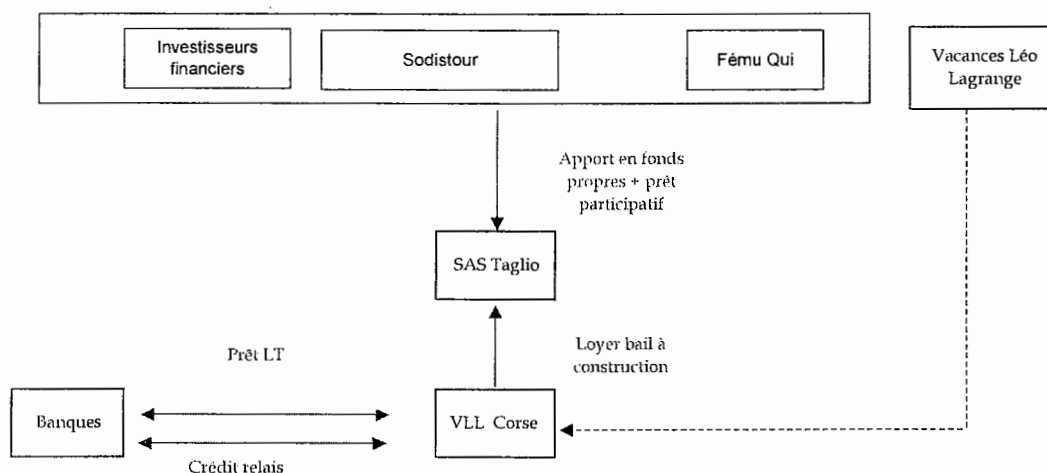 Investisseurs
financiers
Sodistour
Fému Qui
Vacances Léo
Lagrange
Apport en fonds
propres + prêt
participatif
SAS Taglio
Loyer bail à
construction
Prêt LT
Banques
VLL Corse
Crédit relais